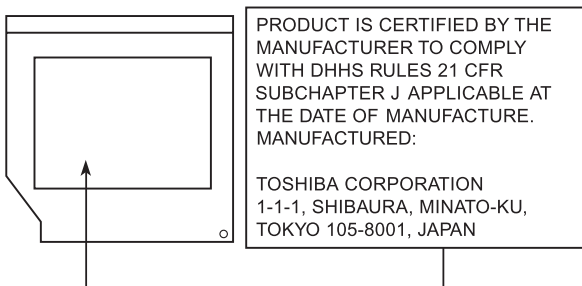 PRODUCT IS CERTIFIED BY THE
MANUFACTURER TO COMPLY
WITH DHHS RULES 21 CFR
SUBCHAPTER J APPLICABLE AT
THE DATE OF MANUFACTURE.
MANUFACTURED:
TOSHIBA CORPORATION
1-1-1, SHIBAURA, MINATO-KU,
TOKYO 105-8001, JAPAN